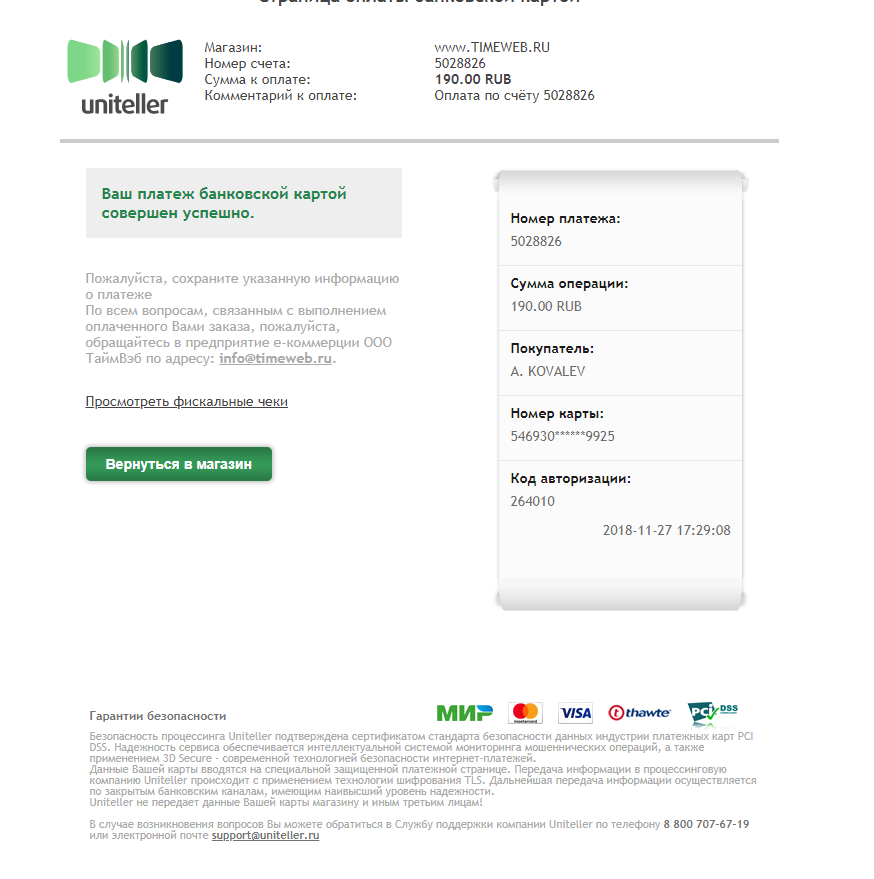 Страница оплаты банковской картой
uniteller
Магазин: www.TIMEWEB.RU
Номер счета: 5028826
Сумма к оплате: 190.00 RUB
Комментарий к оплате: Оплата по счёту 5028826
Ваш платеж банковской картой
совершен успешно.
Пожалуйста, сохраните указанную информацию
о платеже
По всем вопросам, связанным с выполнением
оплаченного Вами заказа, пожалуйста,
обращайтесь в предприятие е-коммерции ООО
ТаймВэб по адресу: info@timeweb.ru.
Просмотреть фискальные чеки
Вернуться в магазин
Номер платежа:
5028826
Сумма операции:
190.00 RUB
Покупатель:
A. KOVALEV
Номер карты:
546930******9925
Код авторизации:
264010
2018-11-27 17:29:08
Гарантии безопасности
МИР mastercard VISA thawte PCI DSS
Безопасность процессинга Uniteller подтверждена сертификатом стандарта безопасности данных индустрии платежных карт PCI
DSS. Надежность сервиса обеспечивается интеллектуальной системой мониторинга мошеннических операций, а также
применением 3D Secure - современной технологией безопасности интернет-платежей.
Данные Вашей карты вводятся на специальной защищенной платежной странице. Передача информации в процессинговую
компанию Uniteller происходит с применением технологии шифрования TLS. Дальнейшая передача информации осуществляется
по закрытым банковским каналам, имеющим наивысший уровень надежности.
Uniteller не передает данные Вашей карты магазину и иным третьим лицам!
В случае возникновения вопросов Вы можете обратиться в Службу поддержки компании Uniteller по телефону 8 800 707-67-19
или электронной почте support@uniteller.ru